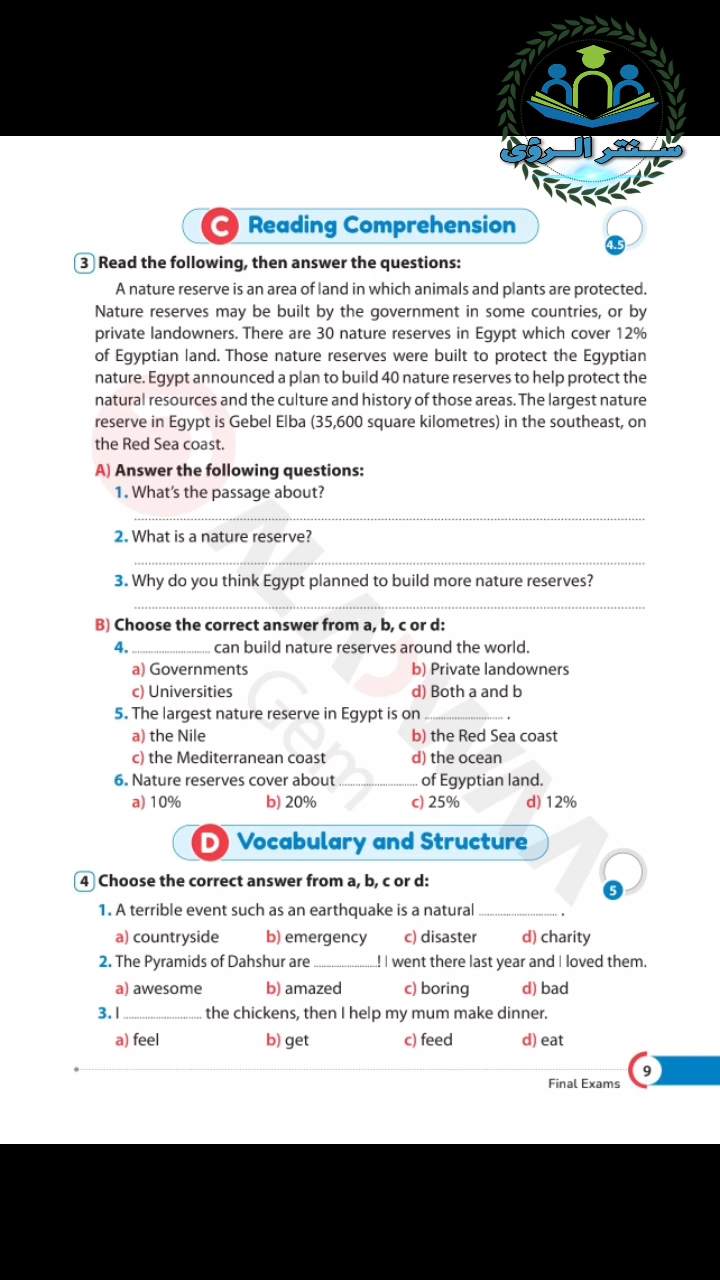 سنتر الرؤى
C Reading Comprehension
4.5
3 Read the following, then answer the questions:
A nature reserve is an area of land in which animals and plants are protected.
Nature reserves may be built by the government in some countries, or by
private landowners. There are 30 nature reserves in Egypt which cover 12%
of Egyptian land. Those nature reserves were built to protect the Egyptian
nature. Egypt announced a plan to build 40 nature reserves to help protect the
natural resources and the culture and history of those areas. The largest nature
reserve in Egypt is Gebel Elba (35,600 square kilometres) in the southeast, on
the Red Sea coast.
A) Answer the following questions:
1. What's the passage about?
2. What is a nature reserve?
3. Why do you think Egypt planned to build more nature reserves?
B) Choose the correct answer from a, b, c or d:
4. .......................... can build nature reserves around the world.
a) Governments b) Private landowners
c) Universities d) Both a and b
5. The largest nature reserve in Egypt is on .......................... .
a) the Nile b) the Red Sea coast
c) the Mediterranean coast d) the ocean
6. Nature reserves cover about .......................... of Egyptian land.
a) 10% b) 20% c) 25% d) 12%
D Vocabulary and Structure
5
4 Choose the correct answer from a, b, c or d:
1. A terrible event such as an earthquake is a natural .......................... .
a) countryside b) emergency c) disaster d) charity
2. The Pyramids of Dahshur are .....................! I went there last year and I loved them.
a) awesome b) amazed c) boring d) bad
3. I .......................... the chickens, then I help my mum make dinner.
a) feel b) get c) feed d) eat
Final Exams 9
ALADWAA
Gem